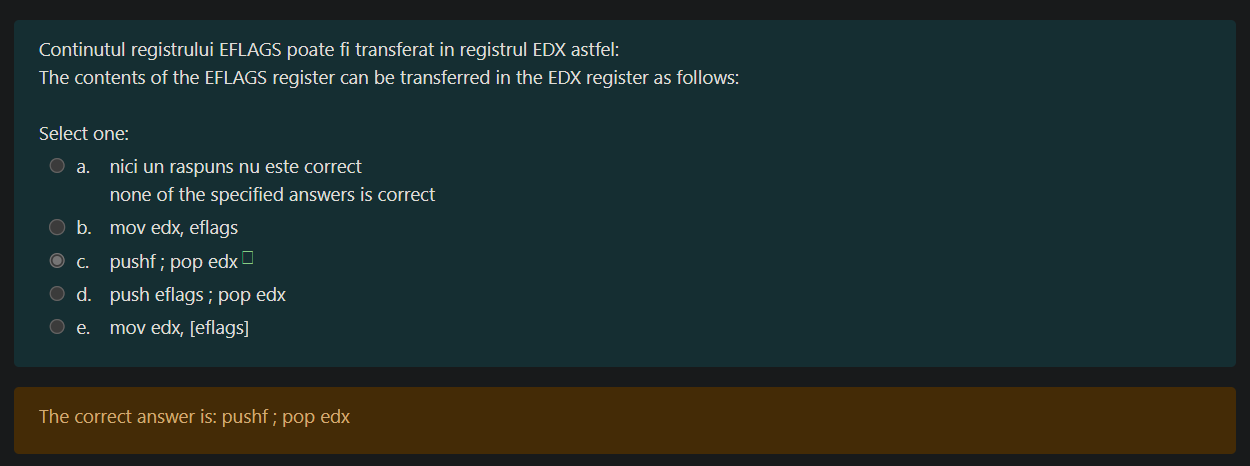 Continutul registrului EFLAGS poate fi transferat in registrul EDX astfel:
The contents of the EFLAGS register can be transferred in the EDX register as follows:
Select one:
a. nici un raspuns nu este correct
none of the specified answers is correct
b. mov edx, eflags
c. pushf ; pop edx
d. push eflags ; pop edx
e. mov edx, [eflags]
The correct answer is: pushf ; pop edx